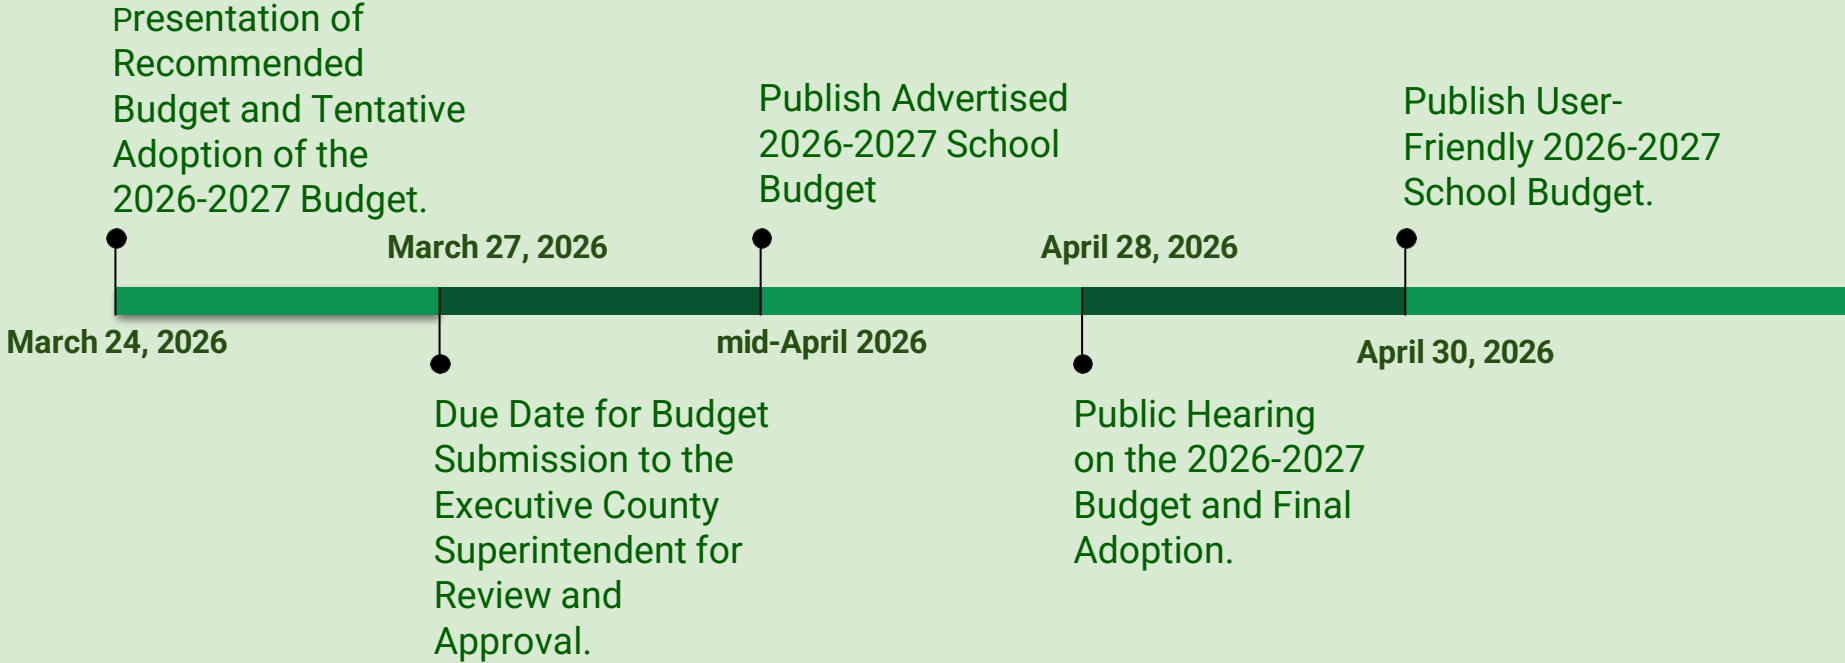 Presentation of
Recommended
Budget and Tentative
Adoption of the
2026-2027 Budget.
March 24, 2026
March 27, 2026
Due Date for Budget
Submission to the
Executive County
Superintendent for
Review and
Approval.
Publish Advertised
2026-2027 School
Budget
mid-April 2026
April 28, 2026
Public Hearing
on the 2026-2027
Budget and Final
Adoption.
Publish User-
Friendly 2026-2027
School Budget.
April 30, 2026